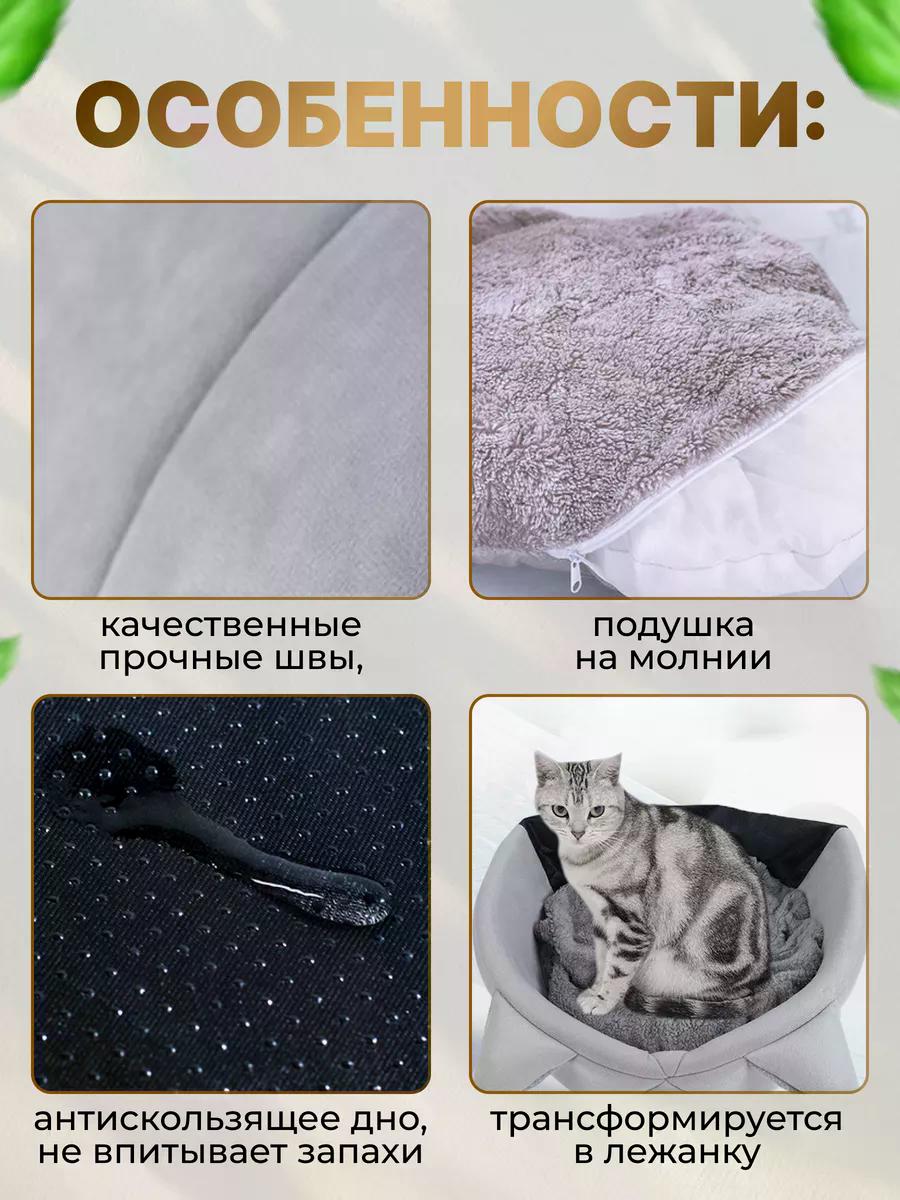 ОСОБЕННОСТИ:
качественные
прочные швы,
подушка
на молнии
антискользящее дно,
не впитывает запахи
трансформируется
в лежанку